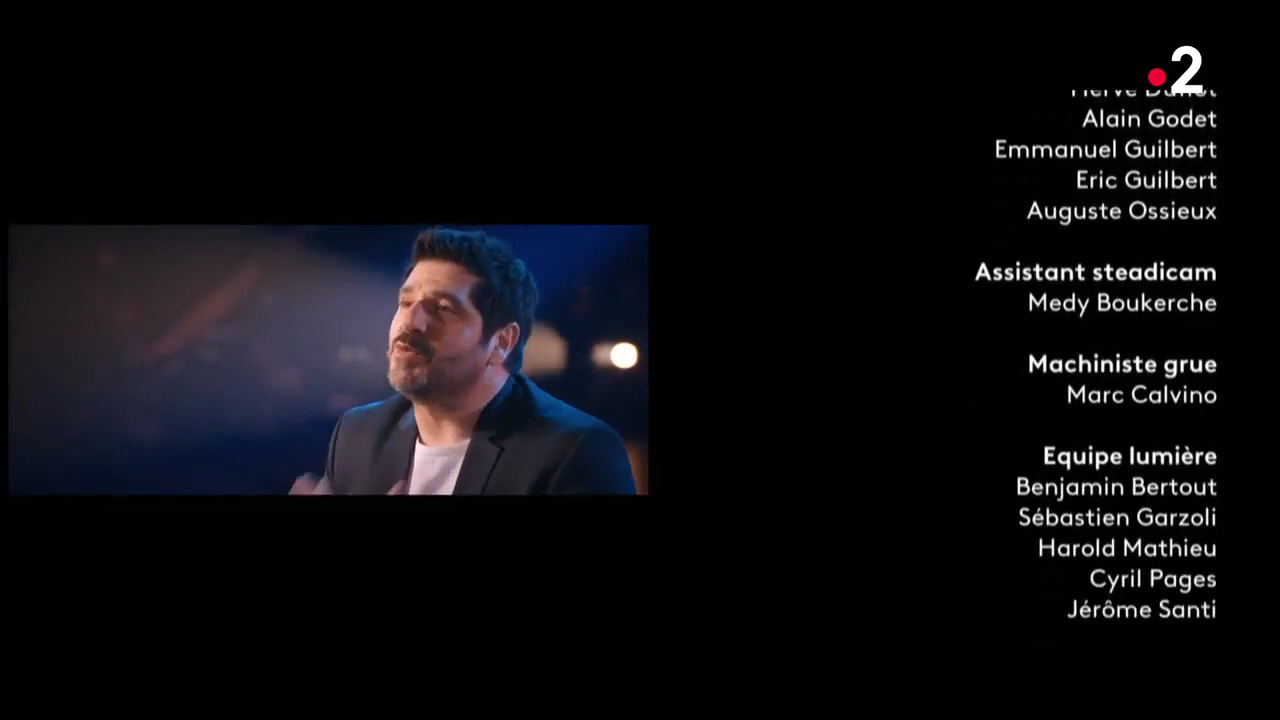 2
Alain Godet
Emmanuel Guilbert
Eric Guilbert
Auguste Ossieux
Assistant steadicam
Medy Boukerche
Machiniste grue
Marc Calvino
Equipe lumière
Benjamin Bertout
Sébastien Garzoli
Harold Mathieu
Cyril Pages
Jérôme Santi